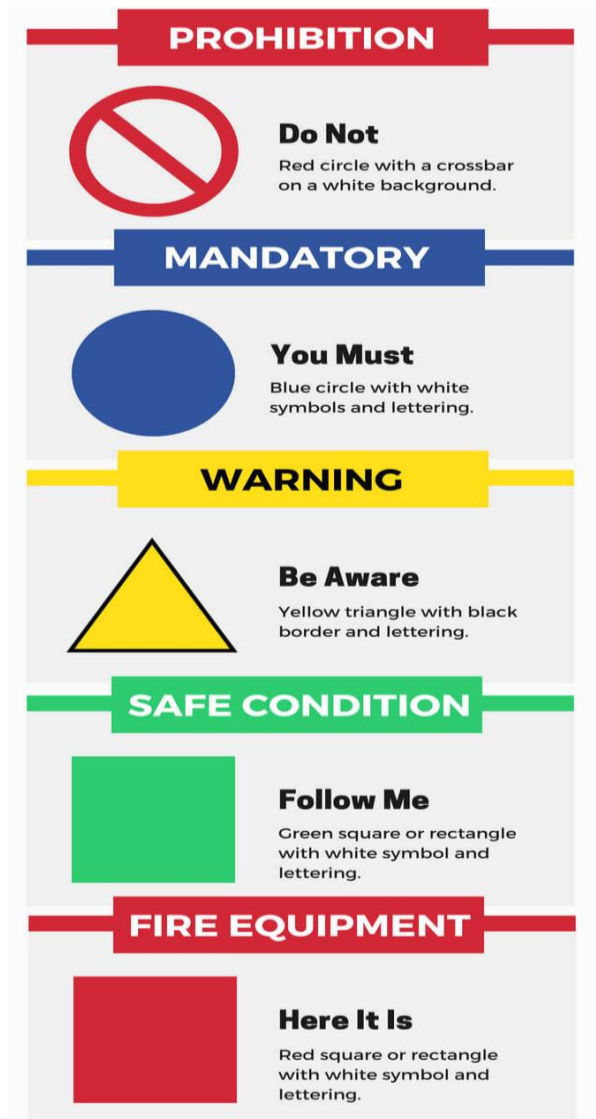 PROHIBITION
Do Not
Red circle with a crossbar
on a white background.
MANDATORY
You Must
Blue circle with white
symbols and lettering.
WARNING
Be Aware
Yellow triangle with black
border and lettering.
SAFE CONDITION
Follow Me
Green square or rectangle
with white symbol and
lettering.
FIRE EQUIPMENT
Here It Is
Red square or rectangle
with white symbol and
lettering.